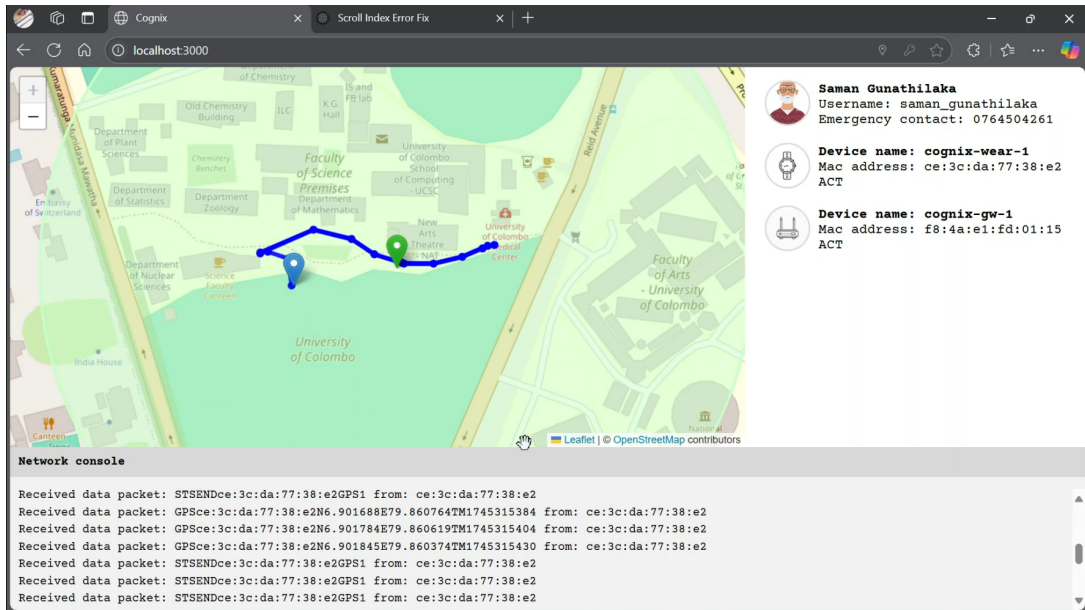 Cognix
Scroll Index Error Fix
localhost:3000
+
−
of Chemistry
IS and
FB lab
Old Chemistry
Building
ILC
K.G.
Hall
Department
of Plant
Sciences
Chemistry
Benches
Faculty
of Science
Premises
University
of Colombo
School
of Computing
- UCSC
Reid Avenue
Kumaratunga Munidasa Mawatha
Embassy
of Switzerland
Department
of Statistics
Department
Zoology
Department
of Mathematics
New
Arts
Theatre
- NAT
University
of Colombo
Medical
Center
Department
of Nuclear
Sciences
Science
Faculty
Canteen
Faculty
of Arts
- University
of Colombo
University
of Colombo
India House
Canteen
National
Leaflet | © OpenStreetMap contributors
Saman Gunathilaka
Username: saman_gunathilaka
Emergency contact: 0764504261
Device name: cognix-wear-1
Mac address: ce:3c:da:77:38:e2
ACT
Device name: cognix-gw-1
Mac address: f8:4a:e1:fd:01:15
ACT
Network console
Received data packet: STSENDce:3c:da:77:38:e2GPS1 from: ce:3c:da:77:38:e2
Received data packet: GPSce:3c:da:77:38:e2N6.901688E79.860764TM1745315384 from: ce:3c:da:77:38:e2
Received data packet: GPSce:3c:da:77:38:e2N6.901784E79.860619TM1745315404 from: ce:3c:da:77:38:e2
Received data packet: GPSce:3c:da:77:38:e2N6.901845E79.860374TM1745315430 from: ce:3c:da:77:38:e2
Received data packet: STSENDce:3c:da:77:38:e2GPS1 from: ce:3c:da:77:38:e2
Received data packet: STSENDce:3c:da:77:38:e2GPS1 from: ce:3c:da:77:38:e2
Received data packet: STSENDce:3c:da:77:38:e2GPS1 from: ce:3c:da:77:38:e2